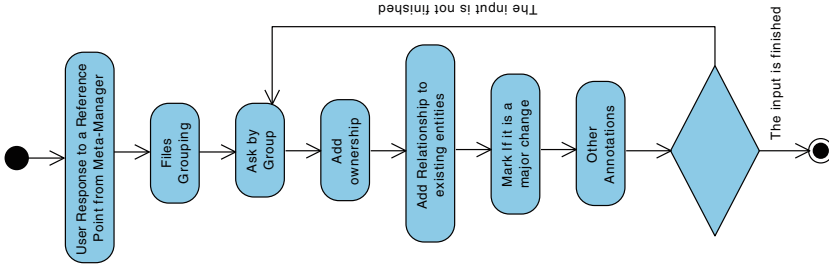 User Response to a Reference
Point from Meta-Manager
Files
Grouping
Ask by
Group
Add
ownership
Add Relationship to
existing entities
Mark If it is a
major change
Other
Annotations
The input is not finished
The input is finished